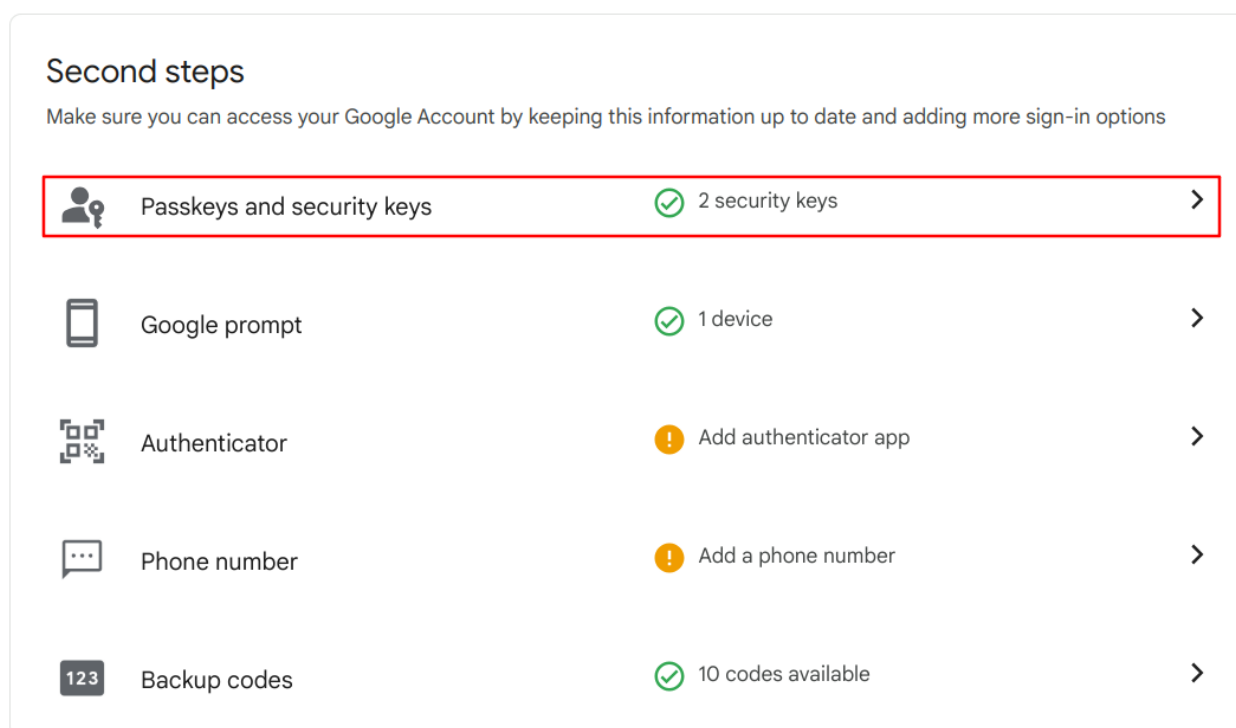 Second steps
Make sure you can access your Google Account by keeping this information up to date and adding more sign-in options
Passkeys and security keys 2 security keys
Google prompt 1 device
Authenticator Add authenticator app
Phone number Add a phone number
123 Backup codes 10 codes available